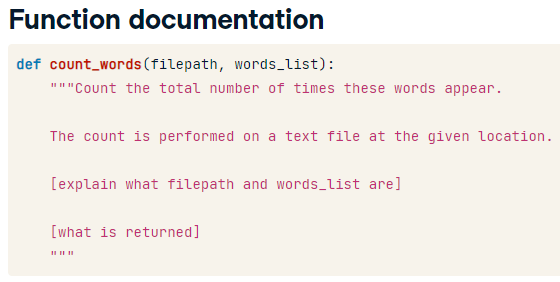 Function documentation
def count_words(filepath, words_list):
    """Count the total number of times these words appear.
    The count is performed on a text file at the given location.
    [explain what filepath and words_list are]
    [what is returned]
    """